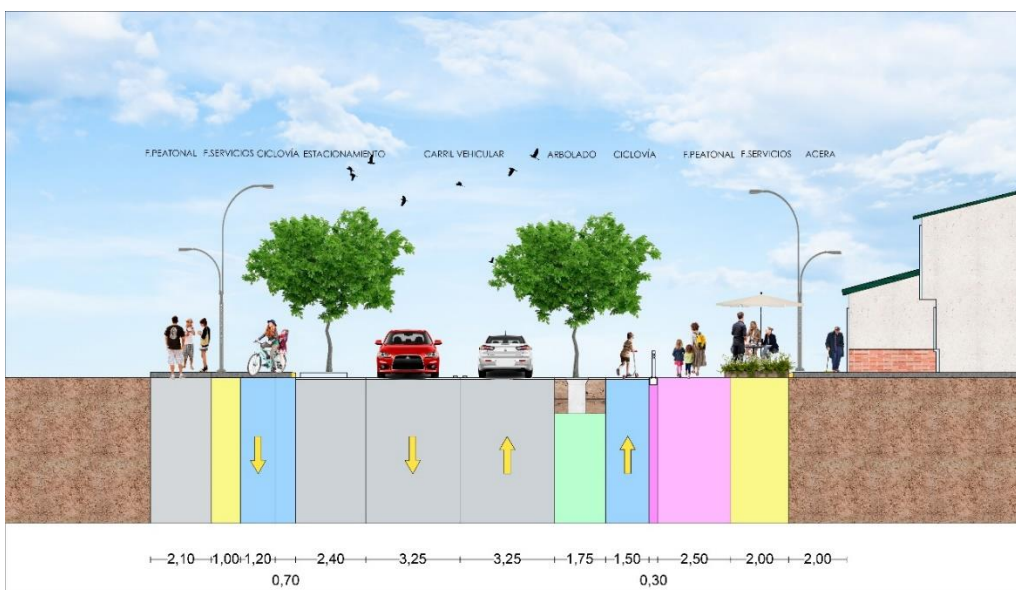 F.PEATONAL F.SERVICIOS CICLOVÍA ESTACIONAMIENTO CARRIL VEHICULAR ARBOLADO CICLOVÍA F.PEATONAL F.SERVICIOS ACERA
2,10 1,00 1,20 2,40 3,25 3,25 1,75 1,50 2,50 2,00 2,00
0,70 0,30